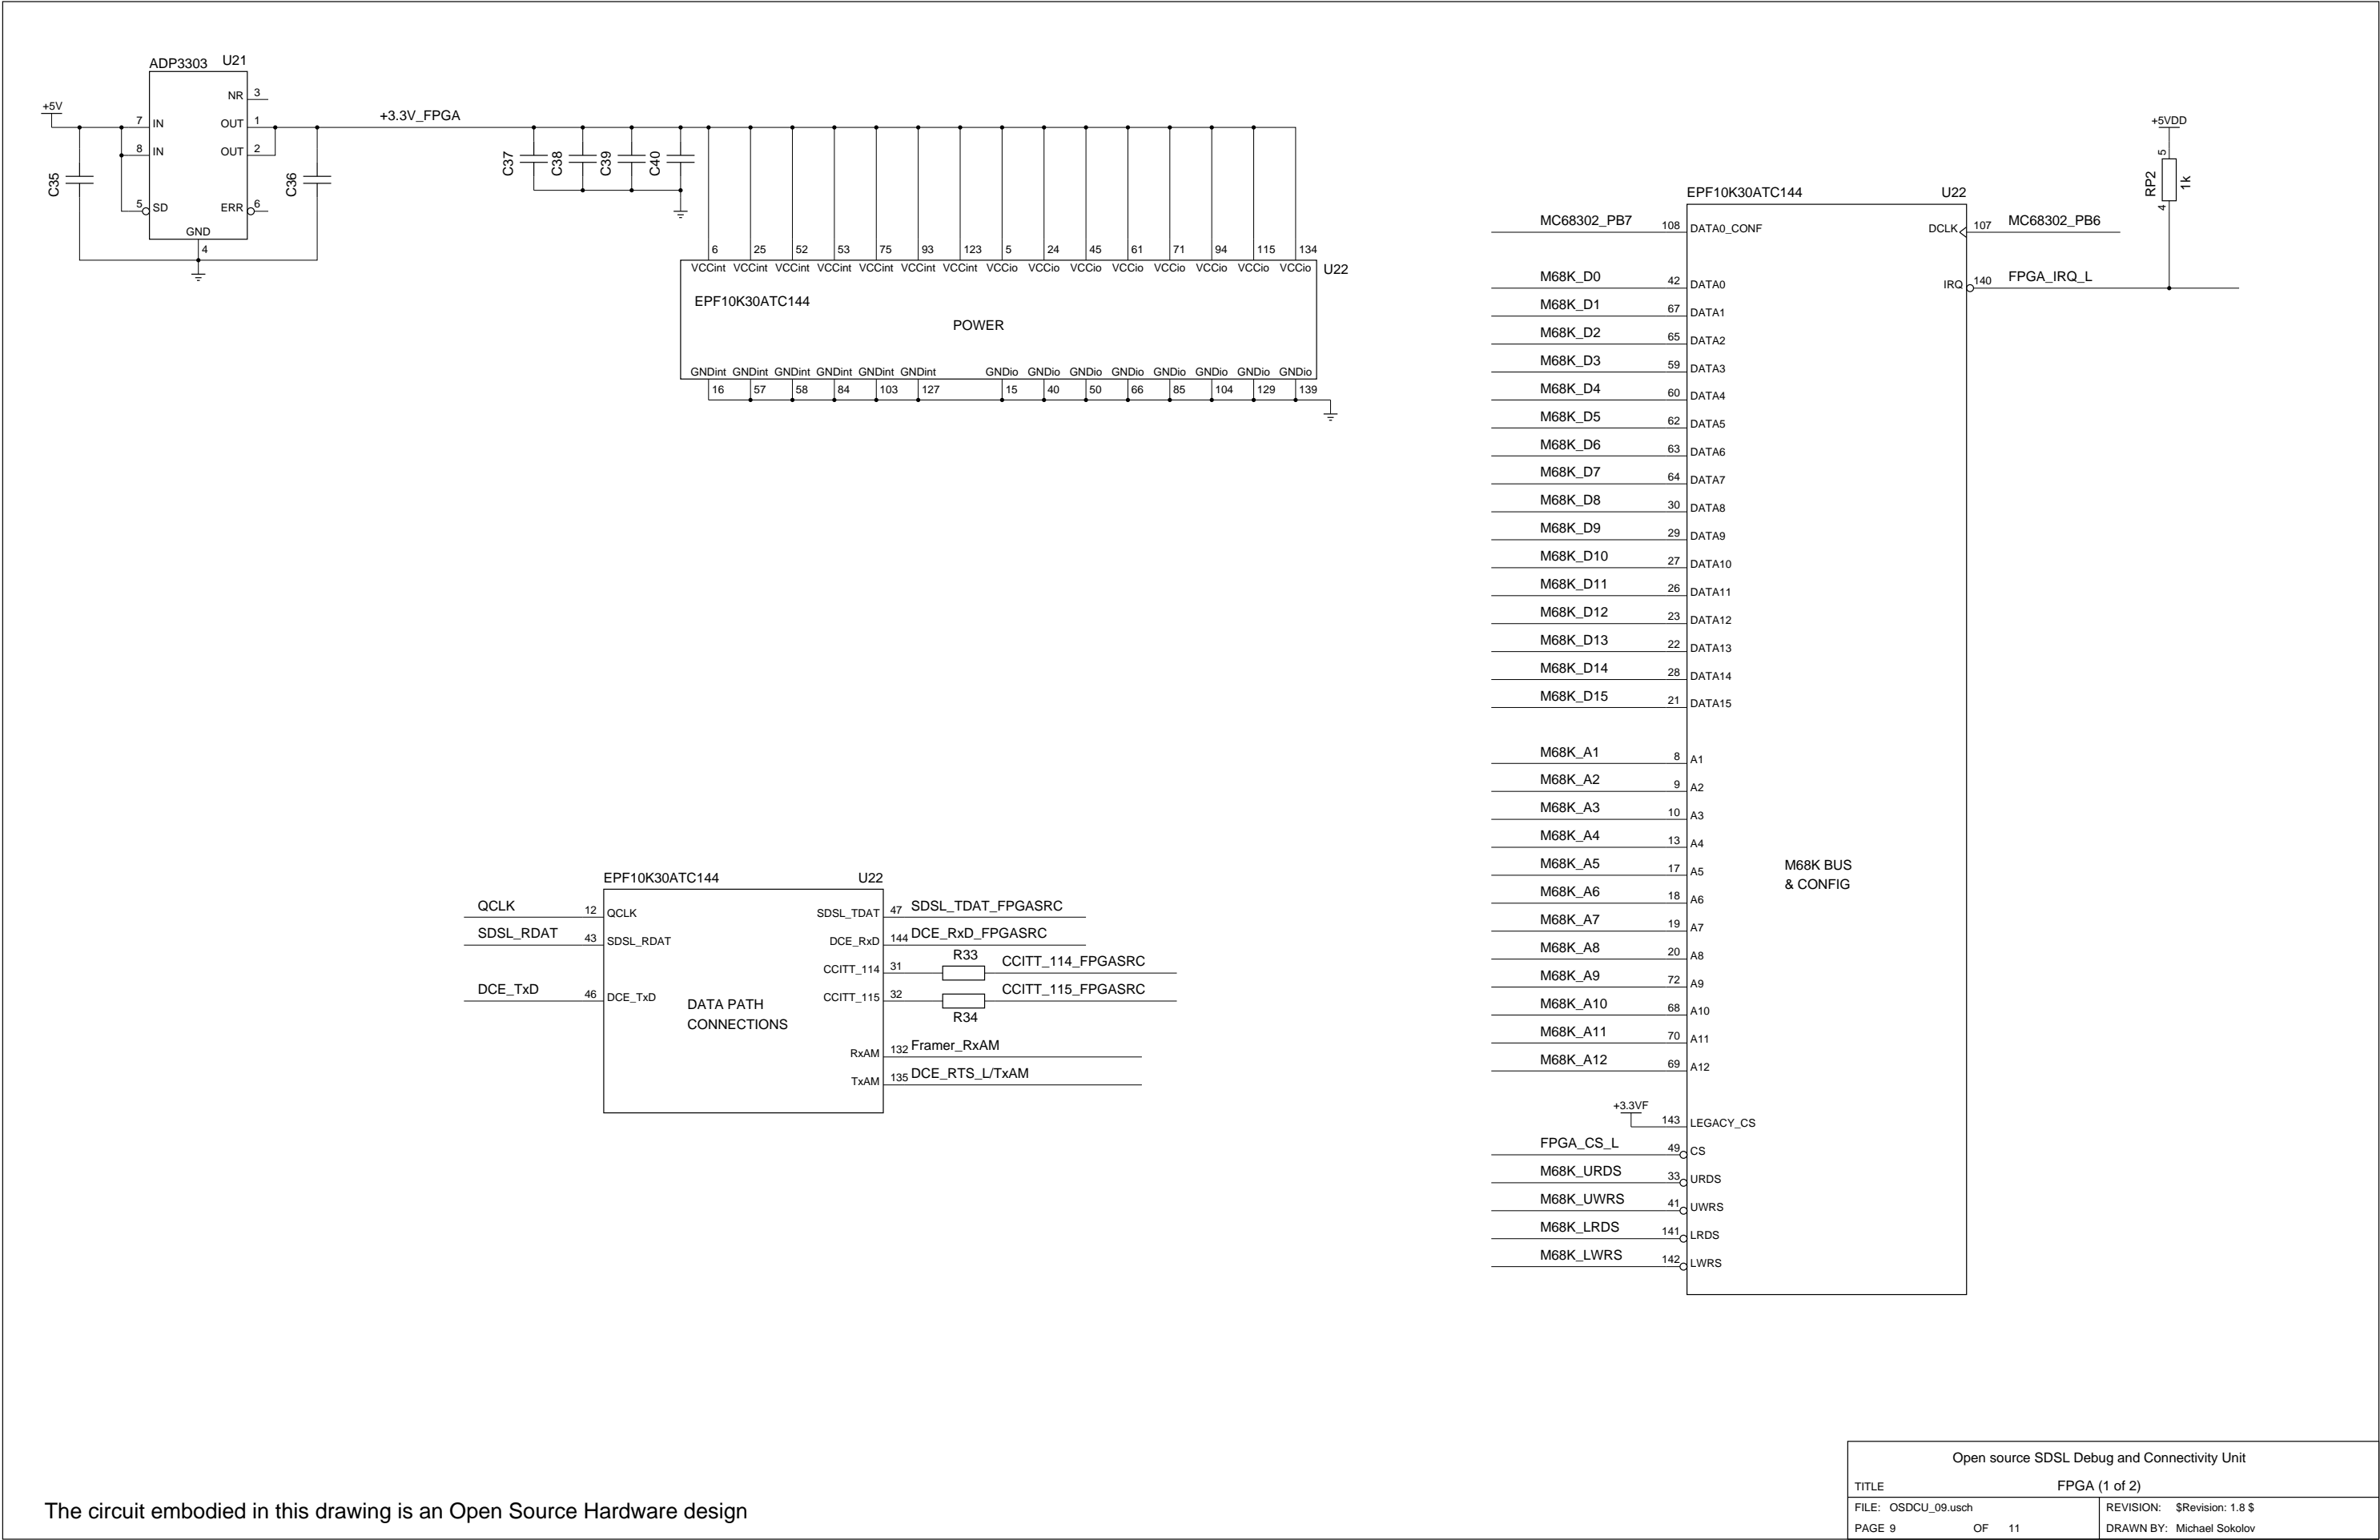 ADP3303 U21
+5V
NR 3
7 IN OUT 1
8 IN OUT 2
5 SD ERR 6
GND
4
C35
C36
+3.3V_FPGA
C37 C38 C39 C40
6 25 52 53 75 93 123 5 24 45 61 71 94 115 134
VCCint VCCint VCCint VCCint VCCint VCCint VCCint VCCio VCCio VCCio VCCio VCCio VCCio VCCio VCCio U22
EPF10K30ATC144
POWER
GNDint GNDint GNDint GNDint GNDint GNDint GNDio GNDio GNDio GNDio GNDio GNDio GNDio GNDio
16 57 58 84 103 127 15 40 50 66 85 104 129 139
EPF10K30ATC144 U22
QCLK 12 QCLK SDSL_TDAT 47 SDSL_TDAT_FPGASRC
SDSL_RDAT 43 SDSL_RDAT DCE_RxD 144 DCE_RxD_FPGASRC
CCITT_114 31 R33 CCITT_114_FPGASRC
DCE_TxD 46 DCE_TxD CCITT_115 32 R34 CCITT_115_FPGASRC
DATA PATH
CONNECTIONS
RxAM 132 Framer_RxAM
TxAM 135 DCE_RTS_L/TxAM
+5VDD
5
RP2 1k
4
EPF10K30ATC144 U22
MC68302_PB7 108 DATA0_CONF DCLK 107 MC68302_PB6
M68K_D0 42 DATA0 IRQ 140 FPGA_IRQ_L
M68K_D1 67 DATA1
M68K_D2 65 DATA2
M68K_D3 59 DATA3
M68K_D4 60 DATA4
M68K_D5 62 DATA5
M68K_D6 63 DATA6
M68K_D7 64 DATA7
M68K_D8 30 DATA8
M68K_D9 29 DATA9
M68K_D10 27 DATA10
M68K_D11 26 DATA11
M68K_D12 23 DATA12
M68K_D13 22 DATA13
M68K_D14 28 DATA14
M68K_D15 21 DATA15
M68K_A1 8 A1
M68K_A2 9 A2
M68K_A3 10 A3
M68K_A4 13 A4
M68K_A5 17 A5
M68K_A6 18 A6
M68K_A7 19 A7
M68K_A8 20 A8
M68K_A9 72 A9
M68K_A10 68 A10
M68K_A11 70 A11
M68K_A12 69 A12
M68K BUS
& CONFIG
+3.3VF
143 LEGACY_CS
FPGA_CS_L 49 CS
M68K_URDS 33 URDS
M68K_UWRS 41 UWRS
M68K_LRDS 141 LRDS
M68K_LWRS 142 LWRS
The circuit embodied in this drawing is an Open Source Hardware design
Open source SDSL Debug and Connectivity Unit
TITLE FPGA (1 of 2)
FILE: OSDCU_09.usch REVISION: $Revision: 1.8 $
PAGE 9 OF 11 DRAWN BY: Michael Sokolov